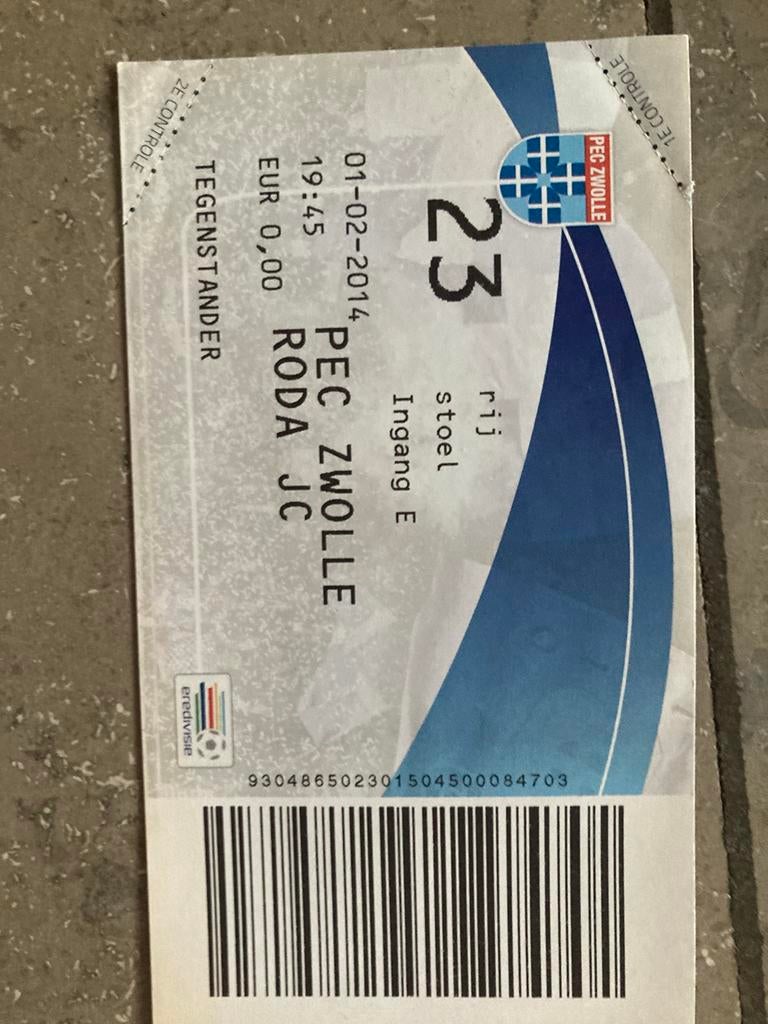 1E CONTROLE
PEC ZWOLLE
23
rij
stoel
Ingang E
01-02-2014
19:45
EUR 0,00
PEC ZWOLLE
RODA JC
TEGENSTANDER
2E CONTROLE
eredivisie
930486502301504500084703